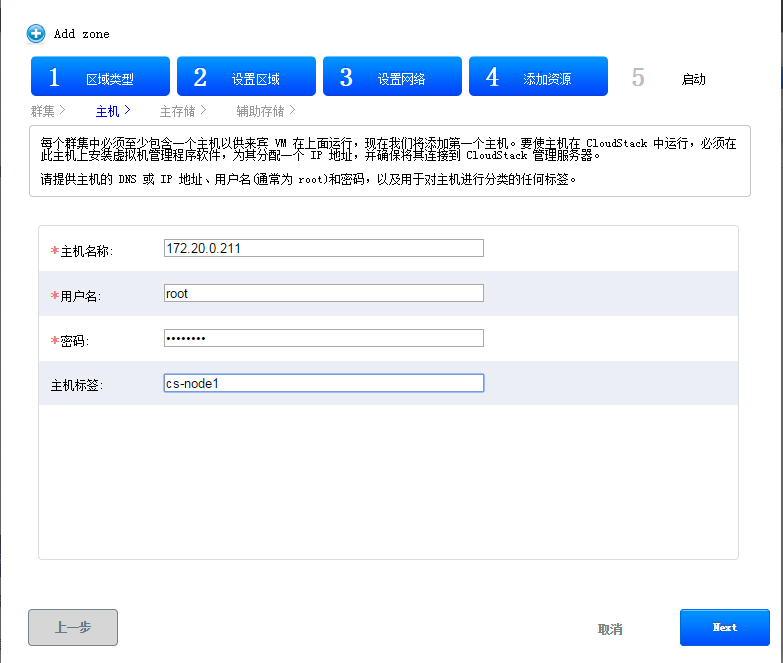 Add zone
1 区域类型 2 设置区域 3 设置网络 4 添加资源 5 启动
群集 > 主机 > 主存储 > 辅助存储 >
每个群集中必须至少包含一个主机以供来宾 VM 在上面运行，现在我们将添加第一个主机。要使主机在 CloudStack 中运行，必须在
此主机上安装虚拟机管理程序软件，为其分配一个 IP 地址，并确保将其连接到 CloudStack 管理服务器。
请提供主机的 DNS 或 IP 地址、用户名(通常为 root)和密码，以及用于对主机进行分类的任何标签。
*主机名称: 172.20.0.211
*用户名: root
*密码: ••••••••
主机标签: cs-node1
上一步 取消 Next